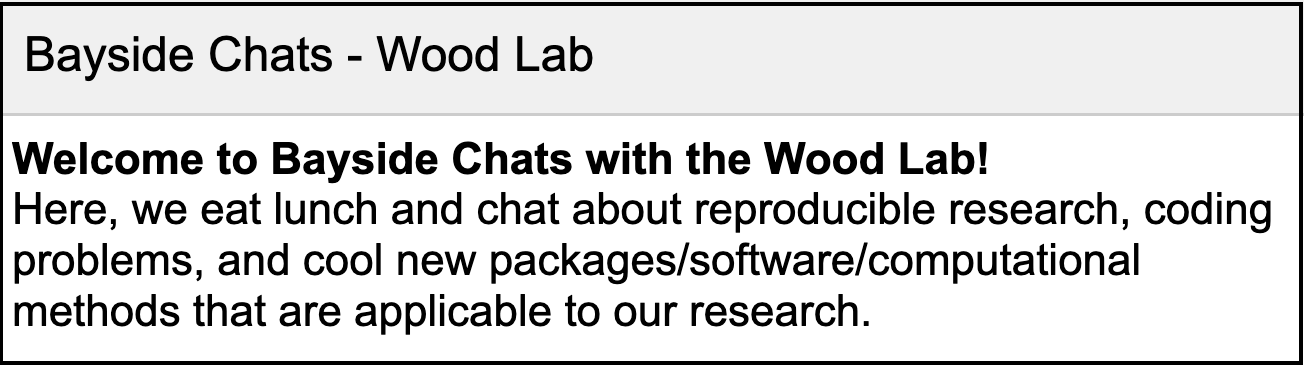 Bayside Chats - Wood Lab
Welcome to Bayside Chats with the Wood Lab!
Here, we eat lunch and chat about reproducible research, coding
problems, and cool new packages/software/computational
methods that are applicable to our research.